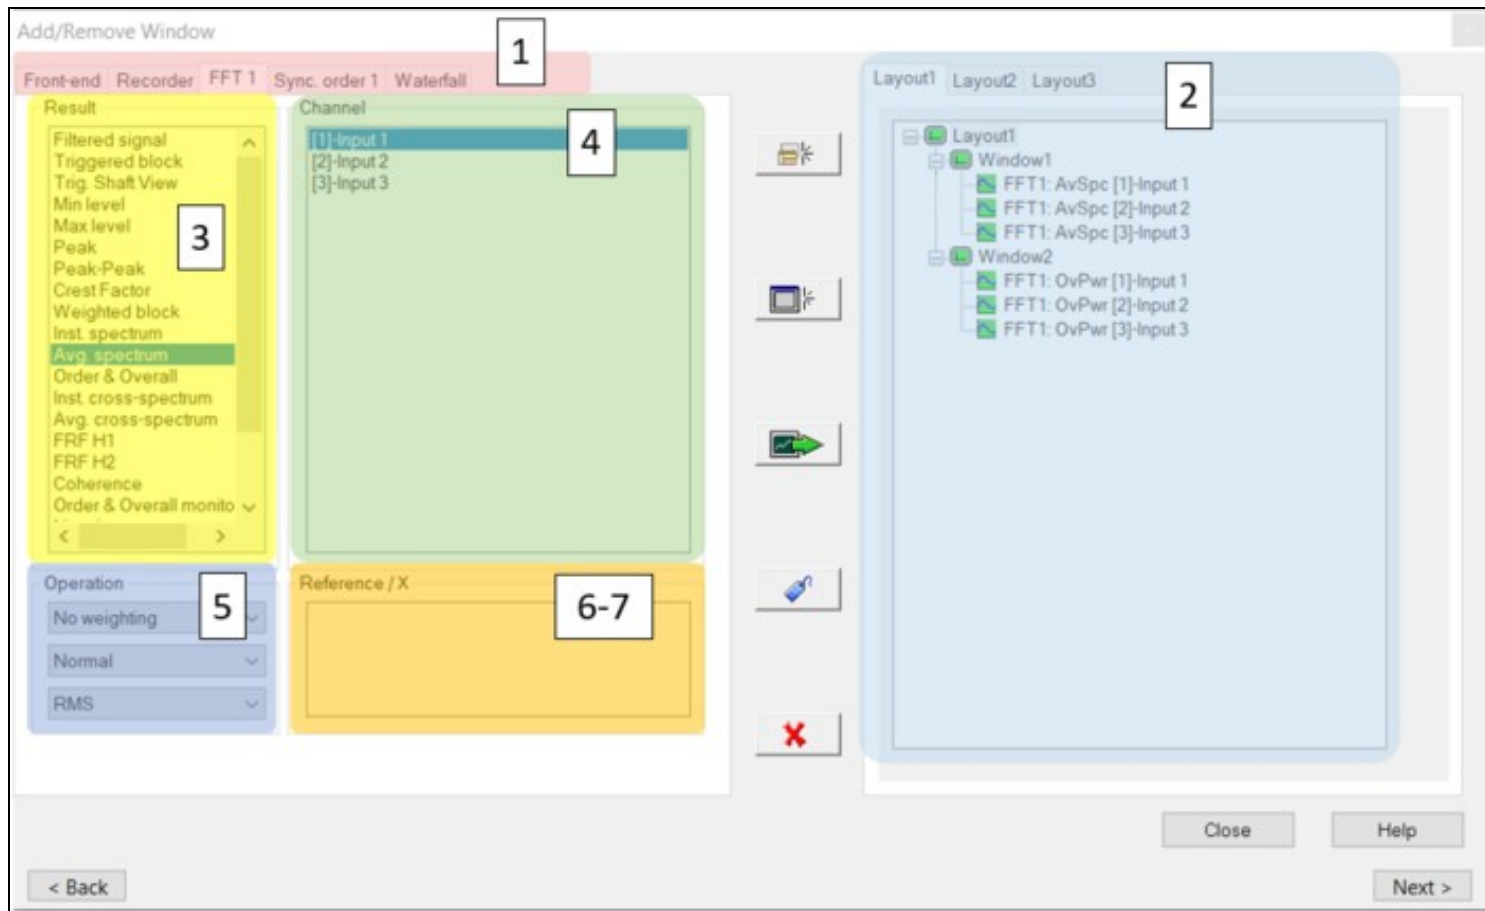 Add/Remove Window
1
Front-end Recorder FFT 1 Sync. order 1 Waterfall
Result
Filtered signal
Triggered block
Trig. Shaft View
Min level
Max level
Peak
Peak-Peak
Crest Factor
Weighted block
Inst. spectrum
Avg. spectrum
Order & Overall
Inst. cross-spectrum
Avg. cross-spectrum
FRF H1
FRF H2
Coherence
Order & Overall monito
3
Channel
[1]-Input 1
[2]-Input 2
[3]-Input 3
4
Operation
No weighting
Normal
RMS
5
Reference / X
6-7
Layout1 Layout2 Layout3
2
Layout1
Window1
FFT1: AvSpc [1]-Input 1
FFT1: AvSpc [2]-Input 2
FFT1: AvSpc [3]-Input 3
Window2
FFT1: OvPwr [1]-Input 1
FFT1: OvPwr [2]-Input 2
FFT1: OvPwr [3]-Input 3
Close Help
< Back Next >